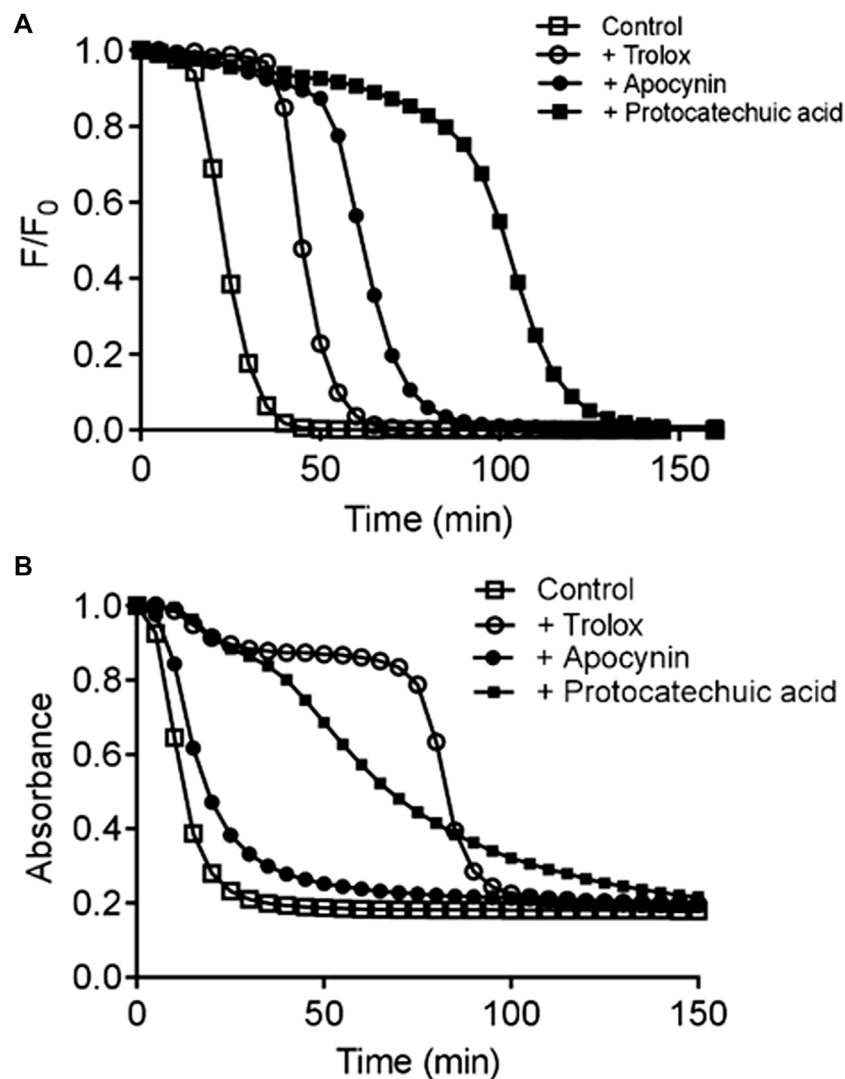 A
Control
+ Trolox
+ Apocynin
+ Protocatechuic acid
1.0
0.8
0.6
0.4
0.2
0.0
F/F0
0 50 100 150
Time (min)
B
Control
+ Trolox
+ Apocynin
+ Protocatechuic acid
1.0
0.8
0.6
0.4
0.2
0.0
Absorbance
0 50 100 150
Time (min)